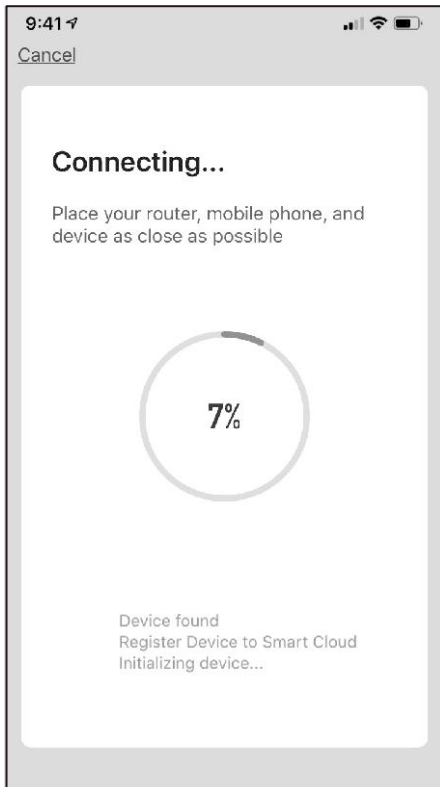 9:41
Cancel
Connecting...
Place your router, mobile phone, and
device as close as possible
7%
Device found
Register Device to Smart Cloud
Initializing device...